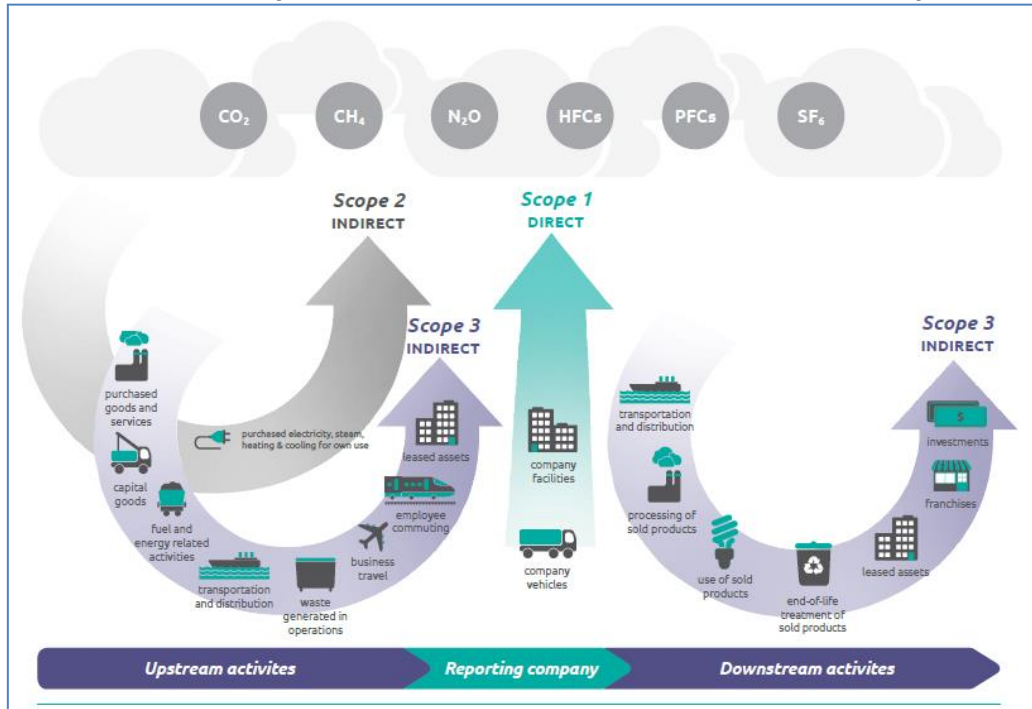 CO₂
CH₄
N₂O
HFCs
PFCs
SF₆
Scope 2
INDIRECT
Scope 1
DIRECT
Scope 3
INDIRECT
Scope 3
INDIRECT
purchased
goods and
services
capital
goods
fuel and
energy related
activities
purchased electricity, steam,
heating & cooling for own use
transportation
and distribution
waste
generated in
operations
business
travel
employee
commuting
leased assets
company
facilities
company
vehicles
transportation
and distribution
processing of
sold products
use of sold
products
end-of-life
treatment of
sold products
leased assets
franchises
$
investments
Upstream activites
Reporting company
Downstream activites